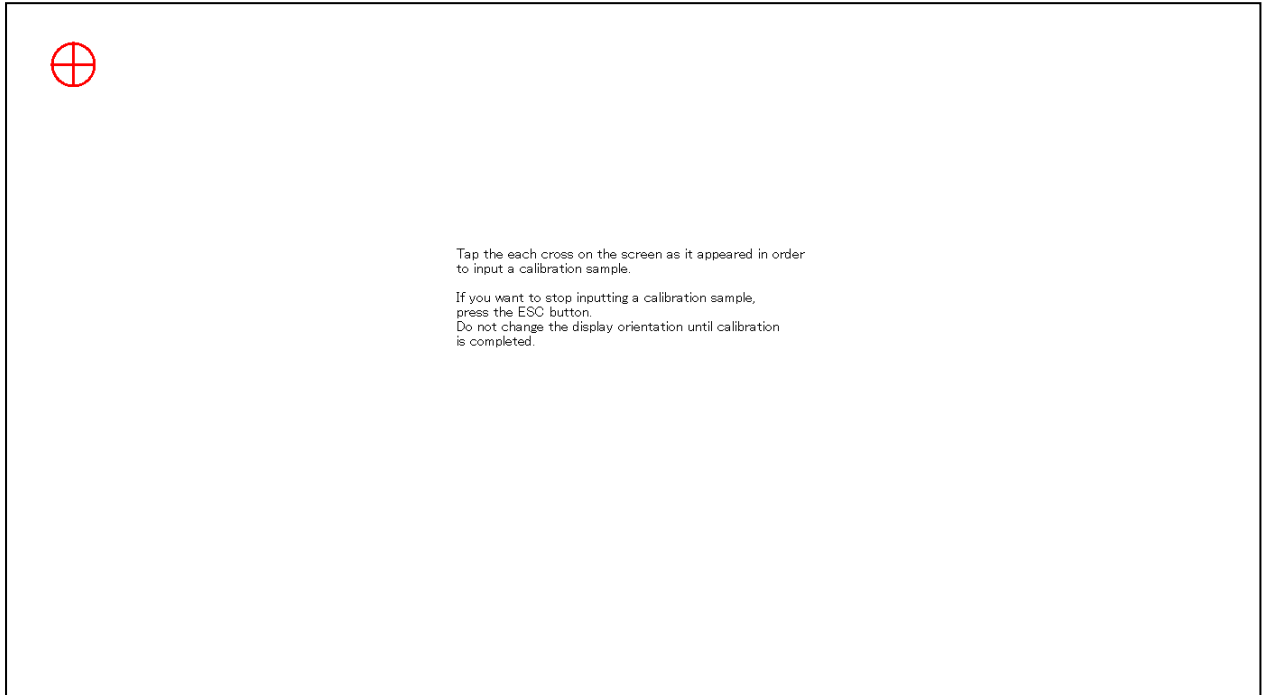 Tap the each cross on the screen as it appeared in order
to input a calibration sample.
If you want to stop inputting a calibration sample,
press the ESC button.
Do not change the display orientation until calibration
is completed.